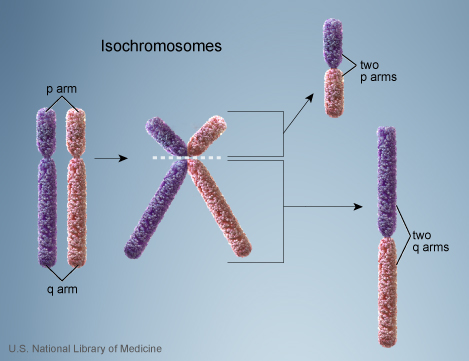 Isochromosomes
p arm
q arm
two
p arms
two
q arms
U.S. National Library of Medicine